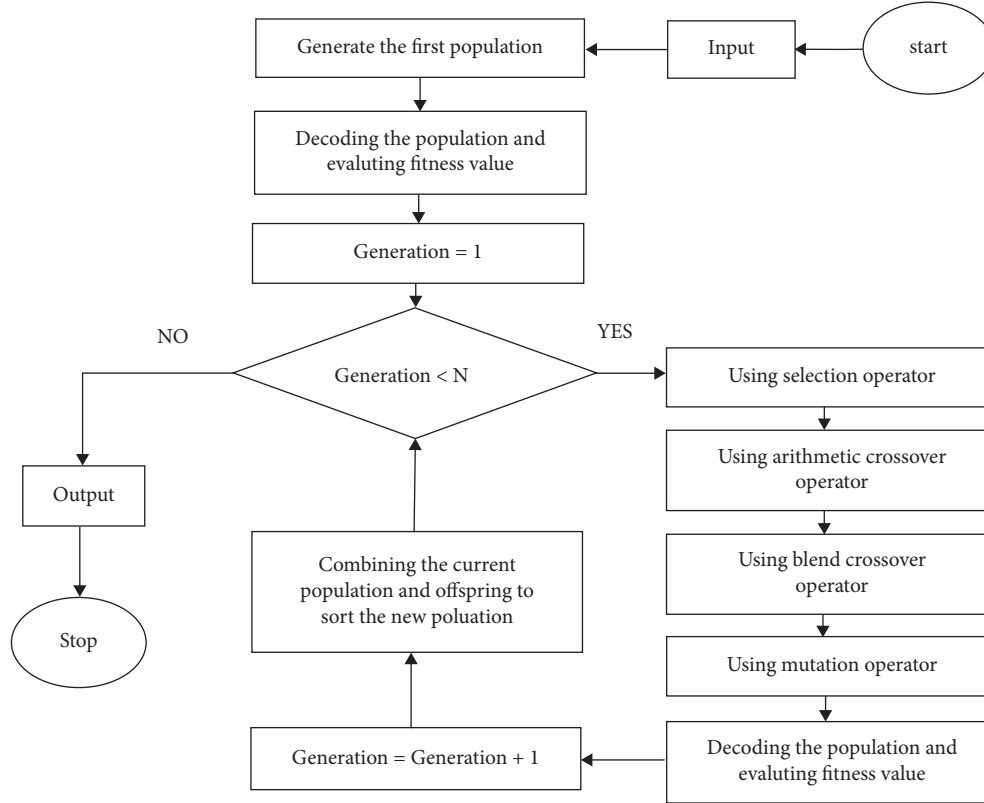 start
Input
Generate the first population
Decoding the population and
evaluting fitness value
Generation = 1
Generation < N
NO
YES
Output
Stop
Using selection operator
Using arithmetic crossover
operator
Using blend crossover
operator
Using mutation operator
Decoding the population and
evaluting fitness value
Generation = Generation + 1
Combining the current
population and offspring to
sort the new poluation